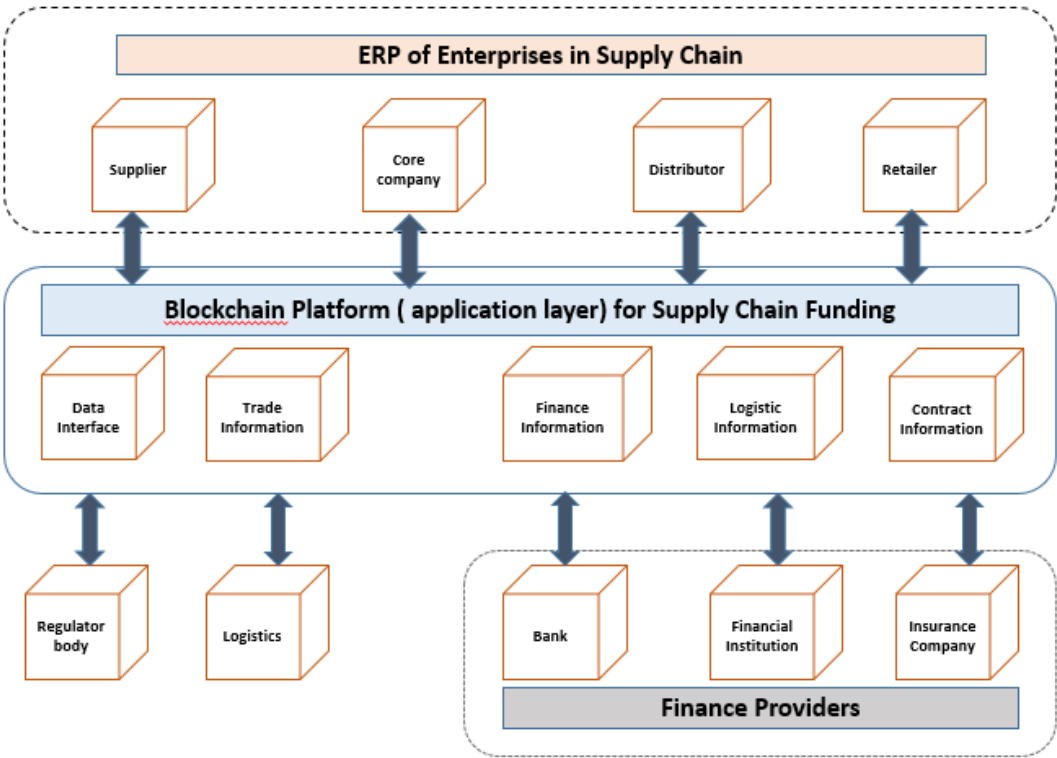 ERP of Enterprises in Supply Chain
Supplier
Core
company
Distributor
Retailer
Blockchain Platform ( application layer) for Supply Chain Funding
Data
Interface
Trade
Information
Finance
Information
Logistic
Information
Contract
Information
Regulator
body
Logistics
Bank
Financial
Institution
Insurance
Company
Finance Providers